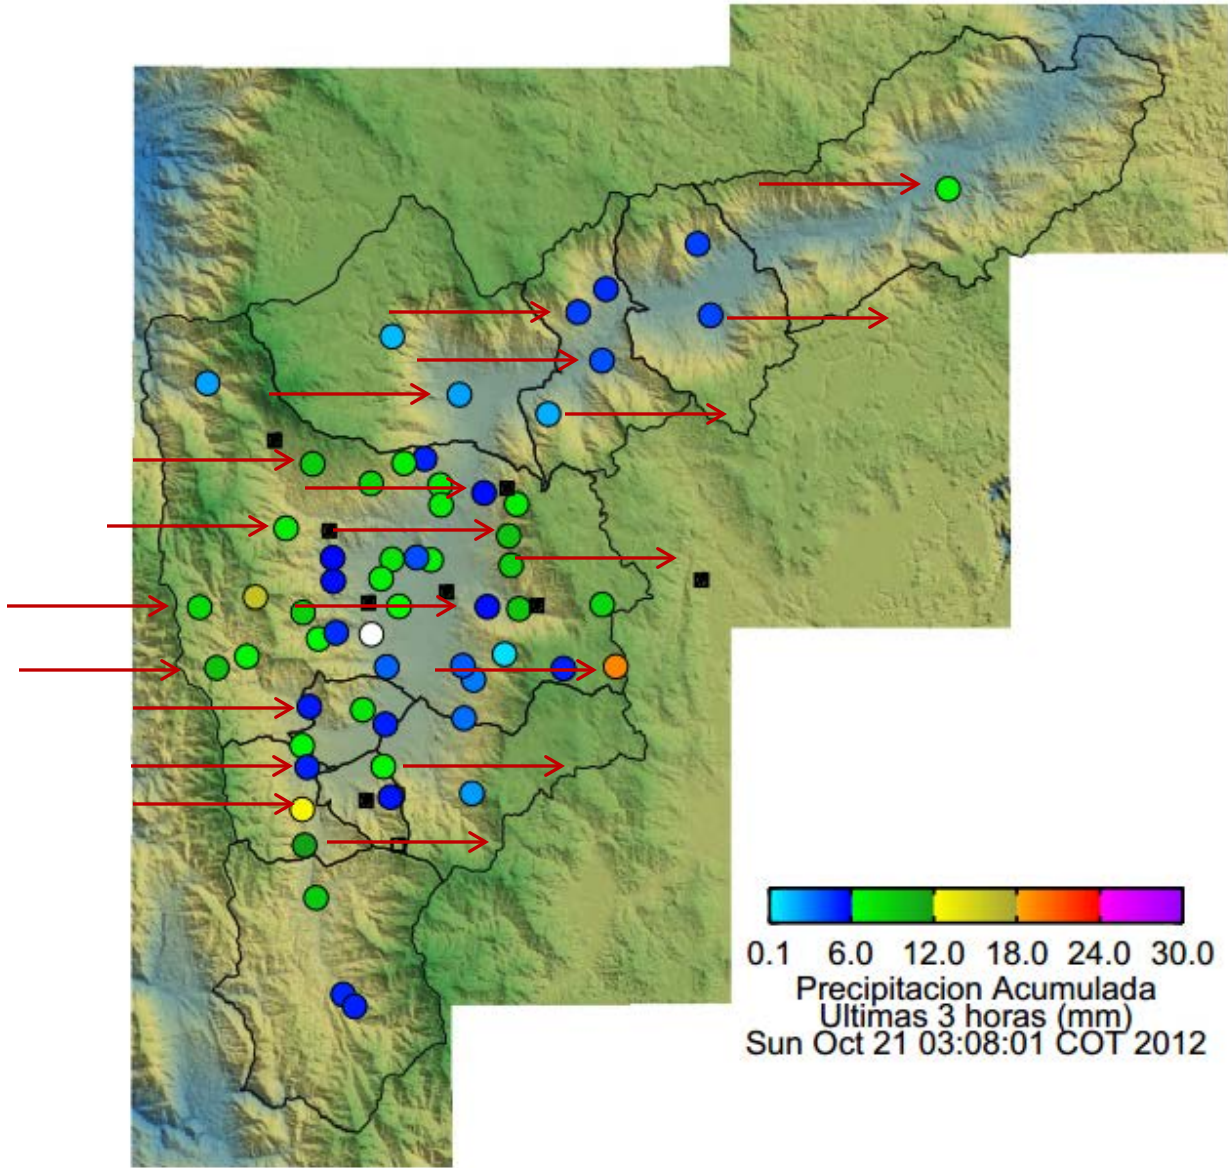 0.1 6.0 12.0 18.0 24.0 30.0
Precipitacion Acumulada
Ultimas 3 horas (mm)
Sun Oct 21 03:08:01 COT 2012